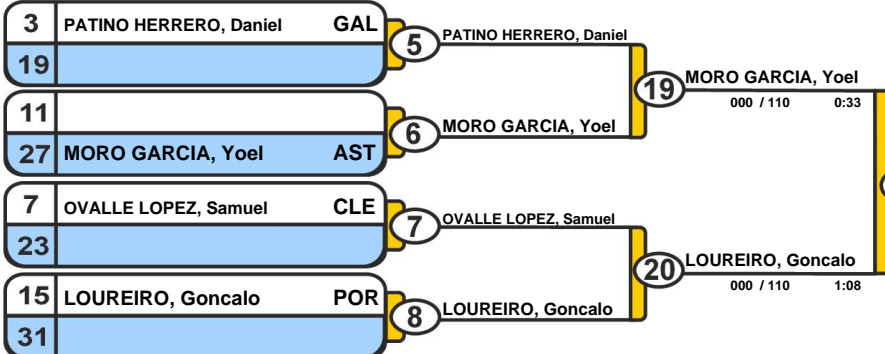 3 PATINO HERRERO, Daniel GAL
19
5 PATINO HERRERO, Daniel
11
27 MORO GARCIA, Yoel AST
6 MORO GARCIA, Yoel
19 MORO GARCIA, Yoel
000 / 110 0:33
7 OVALLE LOPEZ, Samuel CLE
23
7 OVALLE LOPEZ, Samuel
15 LOUREIRO, Goncalo POR
31
8 LOUREIRO, Goncalo
20 LOUREIRO, Goncalo
000 / 110 1:08